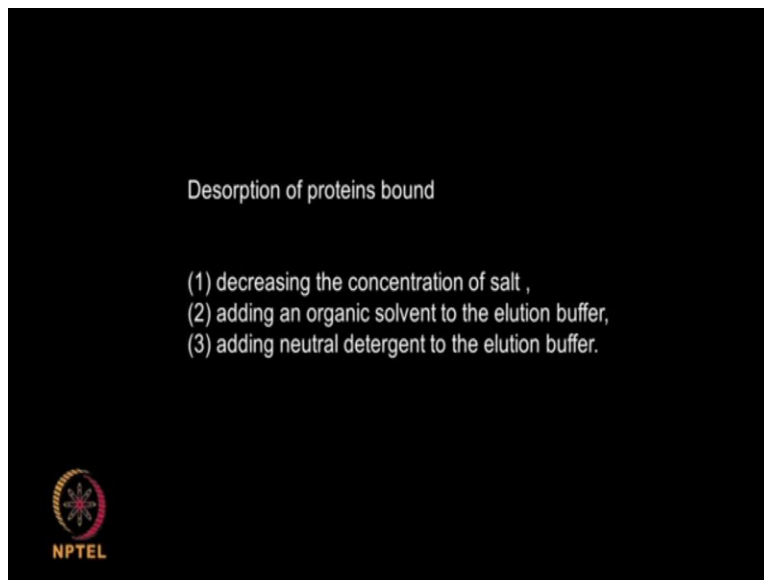 Desorption of proteins bound
(1) decreasing the concentration of salt ,
(2) adding an organic solvent to the elution buffer,
(3) adding neutral detergent to the elution buffer.
NPTEL